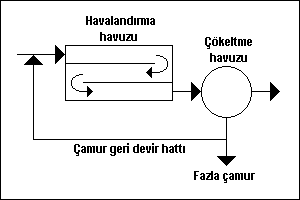 Havalandırma
havuzu
Çökeltme
havuzu
Çamur geri devir hattı
Fazla çamur